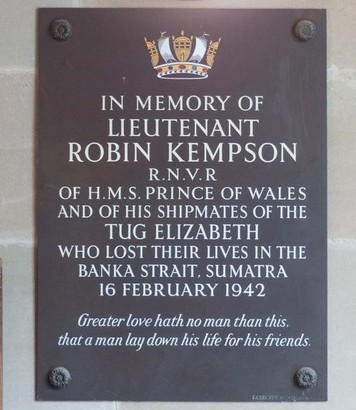 IN MEMORY OF
LIEUTENANT
ROBIN KEMPSON
R.N.V.R
OF H.M.S. PRINCE OF WALES
AND OF HIS SHIPMATES OF THE
TUG ELIZABETH
WHO LOST THEIR LIVES IN THE
BANKA STRAIT, SUMATRA
16 FEBRUARY 1942
Greater love hath no man than this.
that a man lay down his life for his friends.